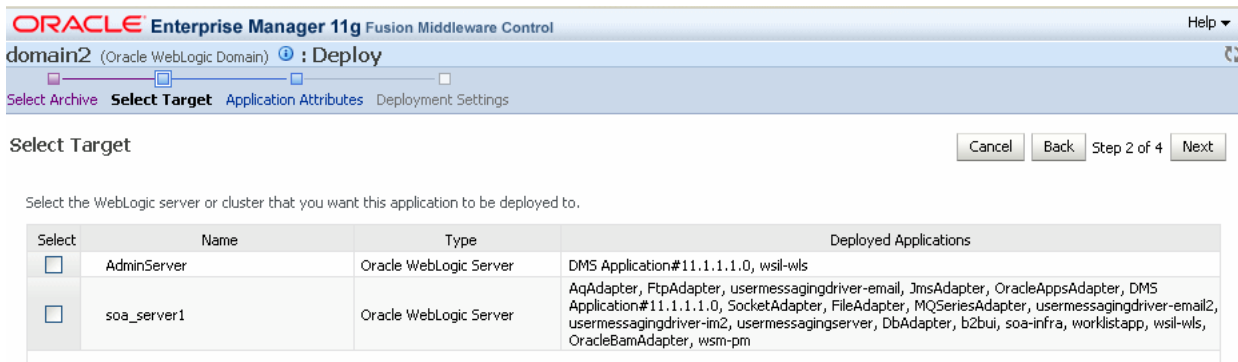 ORACLE Enterprise Manager 11g Fusion Middleware Control
Help
domain2 (Oracle WebLogic Domain) : Deploy
Select Archive Select Target Application Attributes Deployment Settings
Select Target
Cancel Back Step 2 of 4 Next
Select the WebLogic server or cluster that you want this application to be deployed to.
Select Name Type Deployed Applications
AdminServer Oracle WebLogic Server DMS Application#11.1.1.1.0, wsil-wls
soa_server1 Oracle WebLogic Server AqAdapter, FtpAdapter, usermessagingdriver-email, JmsAdapter, OracleAppsAdapter, DMS
Application#11.1.1.1.0, SocketAdapter, FileAdapter, MQSeriesAdapter, usermessagingdriver-email2,
usermessagingdriver-im2, usermessagingserver, DbAdapter, b2bui, soa-infra, worklistapp, wsil-wls,
OracleBamAdapter, wsm-pm